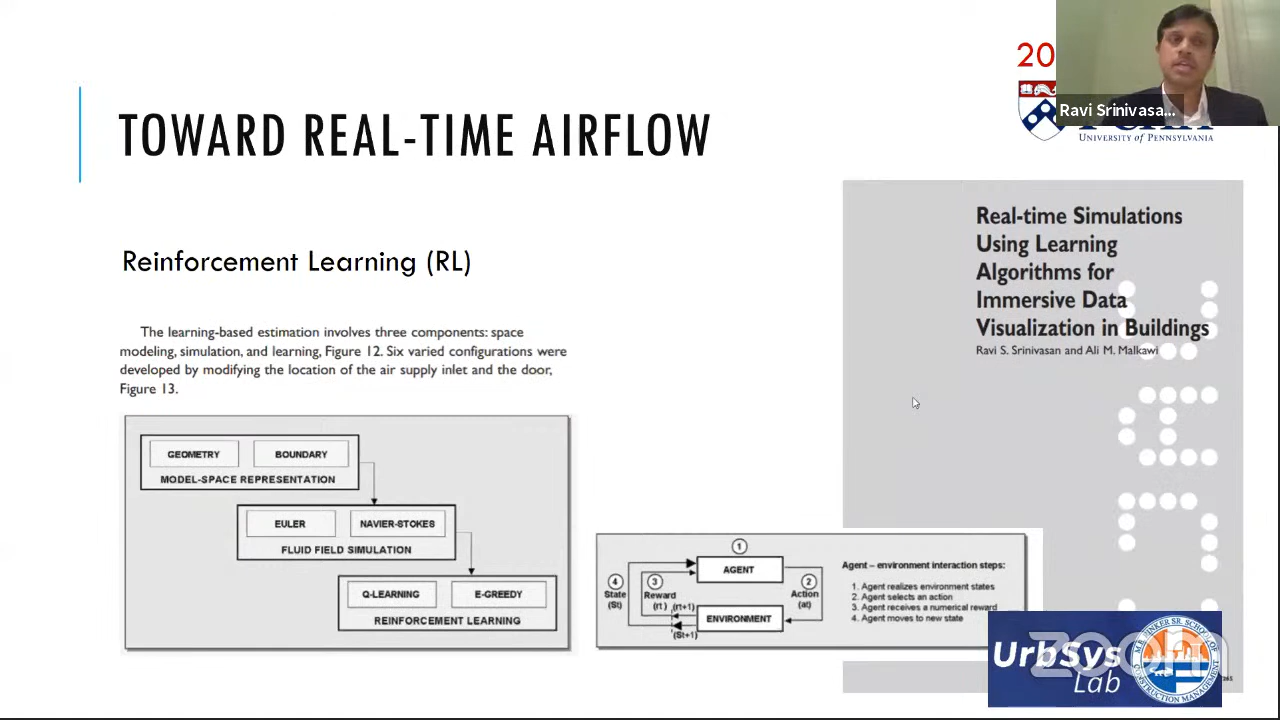 20
Ravi Srinivasa...
University of Pennsylvania
TOWARD REAL-TIME AIRFLOW
Reinforcement Learning (RL)
The learning-based estimation involves three components: space
modeling, simulation, and learning, Figure 12. Six varied configurations were
developed by modifying the location of the air supply inlet and the door,
Figure 13.
GEOMETRY
BOUNDARY
MODEL-SPACE REPRESENTATION
EULER
NAVIER-STOKES
FLUID FIELD SIMULATION
Q-LEARNING
E-GREEDY
REINFORCEMENT LEARNING
Real-time Simulations
Using Learning
Algorithms for
Immersive Data
Visualization in Buildings
Ravi S. Srinivasan and Ali M. Malkawi
1
AGENT
4
State
(St)
3
Reward
(rt)
(rt+1)
2
Action
(at)
ENVIRONMENT
(St+1)
Agent – environment interaction steps:
1. Agent realizes environment states
2. Agent selects an action
3. Agent receives a numerical reward
4. Agent moves to new state
UrbSys
Lab
zoom